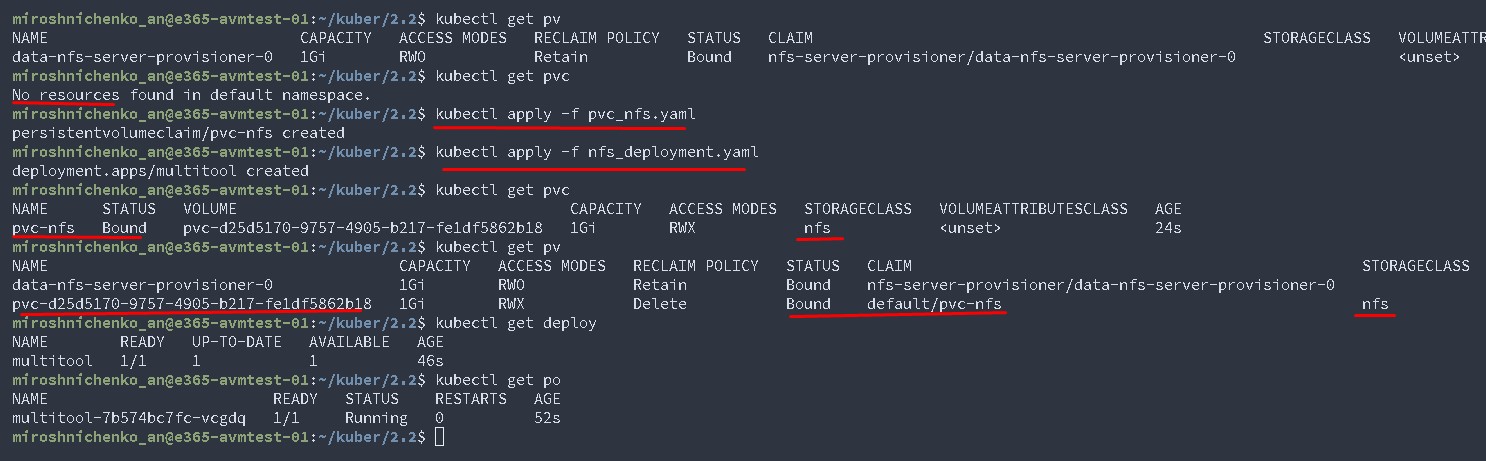 miroshnichenko_an@e365-avmtest-01:~/kuber/2.2$ kubectl get pv
NAME CAPACITY ACCESS MODES RECLAIM POLICY STATUS CLAIM STORAGECLASS VOLUMEATTR
data-nfs-server-provisioner-0 1Gi RWO Retain Bound nfs-server-provisioner/data-nfs-server-provisioner-0 <unset>
miroshnichenko_an@e365-avmtest-01:~/kuber/2.2$ kubectl get pvc
No resources found in default namespace.
miroshnichenko_an@e365-avmtest-01:~/kuber/2.2$ kubectl apply -f pvc_nfs.yaml
persistentvolumeclaim/pvc-nfs created
miroshnichenko_an@e365-avmtest-01:~/kuber/2.2$ kubectl apply -f nfs_deployment.yaml
deployment.apps/multitool created
miroshnichenko_an@e365-avmtest-01:~/kuber/2.2$ kubectl get pvc
NAME STATUS VOLUME CAPACITY ACCESS MODES STORAGECLASS VOLUMEATTRIBUTESCLASS AGE
pvc-nfs Bound pvc-d25d5170-9757-4905-b217-fe1df5862b18 1Gi RWX nfs <unset> 24s
miroshnichenko_an@e365-avmtest-01:~/kuber/2.2$ kubectl get pv
NAME CAPACITY ACCESS MODES RECLAIM POLICY STATUS CLAIM STORAGECLASS
data-nfs-server-provisioner-0 1Gi RWO Retain Bound nfs-server-provisioner/data-nfs-server-provisioner-0
pvc-d25d5170-9757-4905-b217-fe1df5862b18 1Gi RWX Delete Bound default/pvc-nfs nfs
miroshnichenko_an@e365-avmtest-01:~/kuber/2.2$ kubectl get deploy
NAME READY UP-TO-DATE AVAILABLE AGE
multitool 1/1 1 1 46s
miroshnichenko_an@e365-avmtest-01:~/kuber/2.2$ kubectl get po
NAME READY STATUS RESTARTS AGE
multitool-7b574bc7fc-vcgdq 1/1 Running 0 52s
miroshnichenko_an@e365-avmtest-01:~/kuber/2.2$